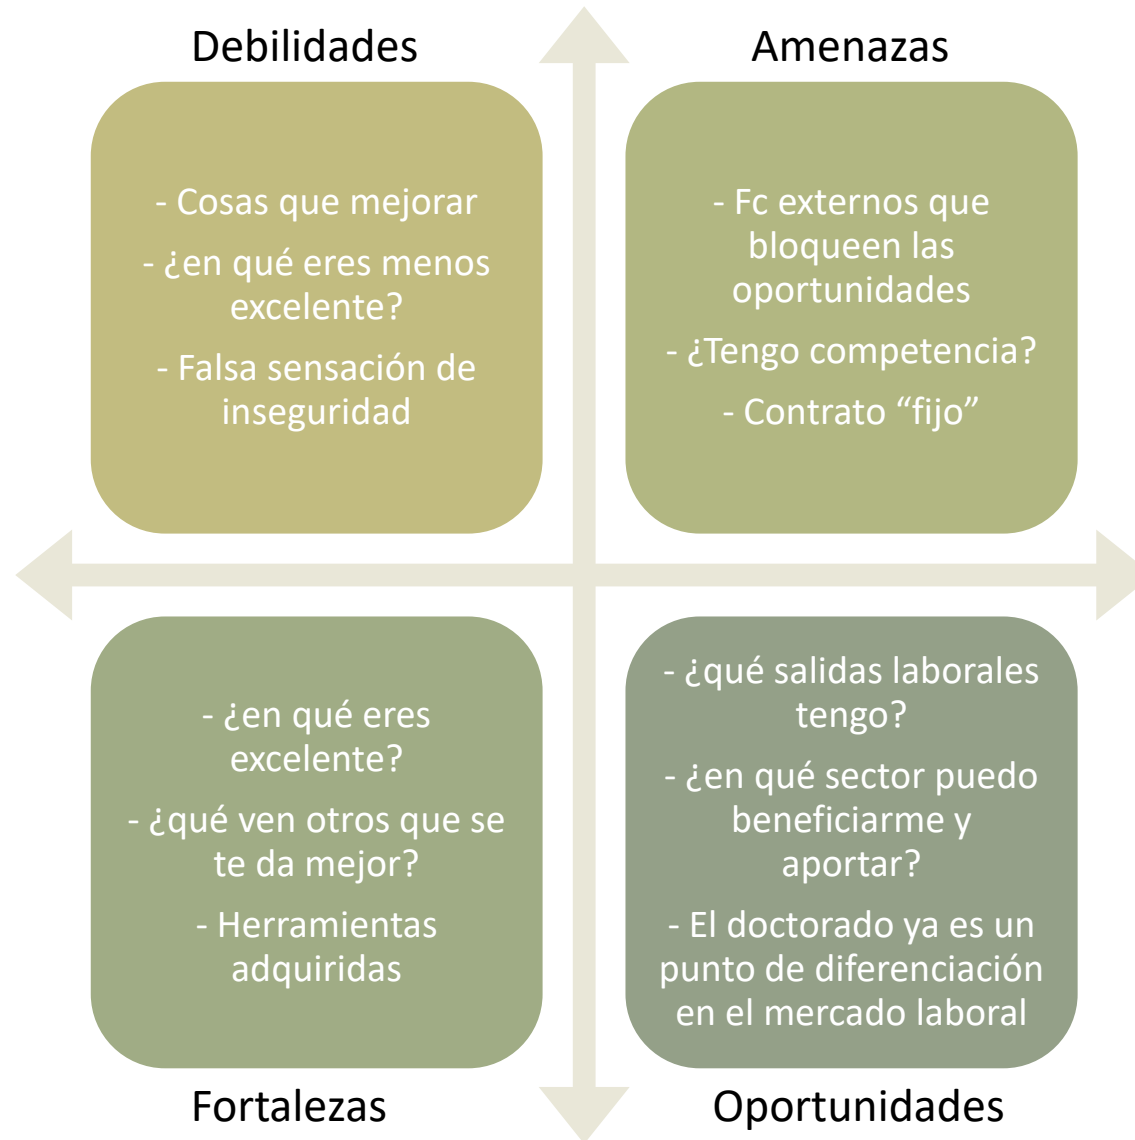 Debilidades
- Cosas que mejorar
- ¿en qué eres menos
excelente?
- Falsa sensación de
inseguridad
Amenazas
- Fc externos que
bloqueen las
oportunidades
- ¿Tengo competencia?
- Contrato “fijo”
- ¿en qué eres
excelente?
- ¿qué ven otros que se
te da mejor?
- Herramientas
adquiridas
Fortalezas
- ¿qué salidas laborales
tengo?
- ¿en qué sector puedo
beneficiarme y
aportar?
- El doctorado ya es un
punto de diferenciación
en el mercado laboral
Oportunidades